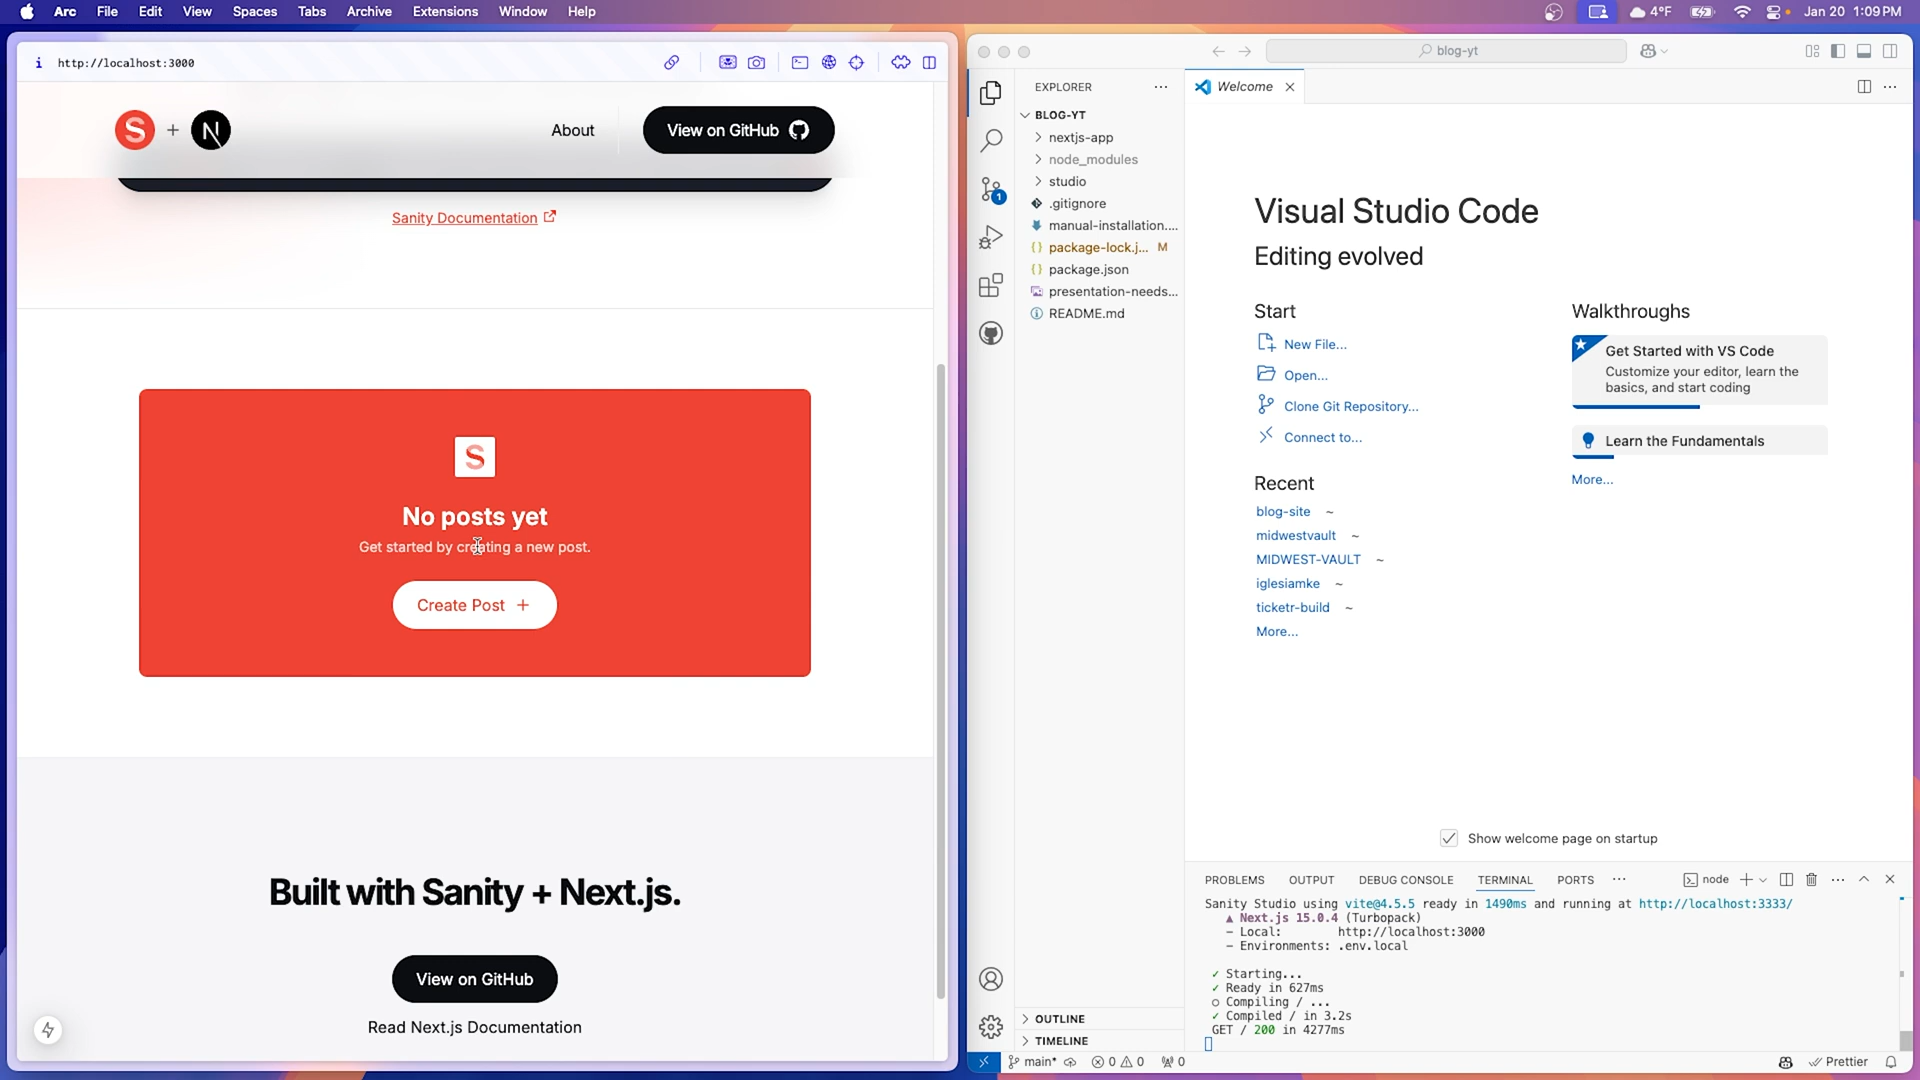 Arc File Edit View Spaces Tabs Archive Extensions Window Help
4°F Jan 20 1:09 PM
i http://localhost:3000
S + N
About
View on GitHub
Sanity Documentation
S
No posts yet
Get started by creating a new post.
Create Post +
Built with Sanity + Next.js.
View on GitHub
Read Next.js Documentation
blog-yt
EXPLORER ...
BLOG-YT
nextjs-app
node_modules
studio
.gitignore
manual-installation....
{} package-lock.j... M
{} package.json
presentation-needs...
README.md
1
OUTLINE
TIMELINE
Welcome
Visual Studio Code
Editing evolved
Start
New File...
Open...
Clone Git Repository...
Connect to...
Recent
blog-site ~
midwestvault ~
MIDWEST-VAULT ~
iglesiamke ~
ticketr-build ~
More...
Walkthroughs
Get Started with VS Code
Customize your editor, learn the
basics, and start coding
Learn the Fundamentals
More...
Show welcome page on startup
PROBLEMS OUTPUT DEBUG CONSOLE TERMINAL PORTS ... node
Sanity Studio using vite@4.5.5 ready in 1490ms and running at http://localhost:3333/
▲ Next.js 15.0.4 (Turbopack)
- Local: http://localhost:3000
- Environments: .env.local
✓ Starting...
✓ Ready in 627ms
○ Compiling / ...
✓ Compiled / in 3.2s
GET / 200 in 4277ms
main* 0 0 0 Prettier